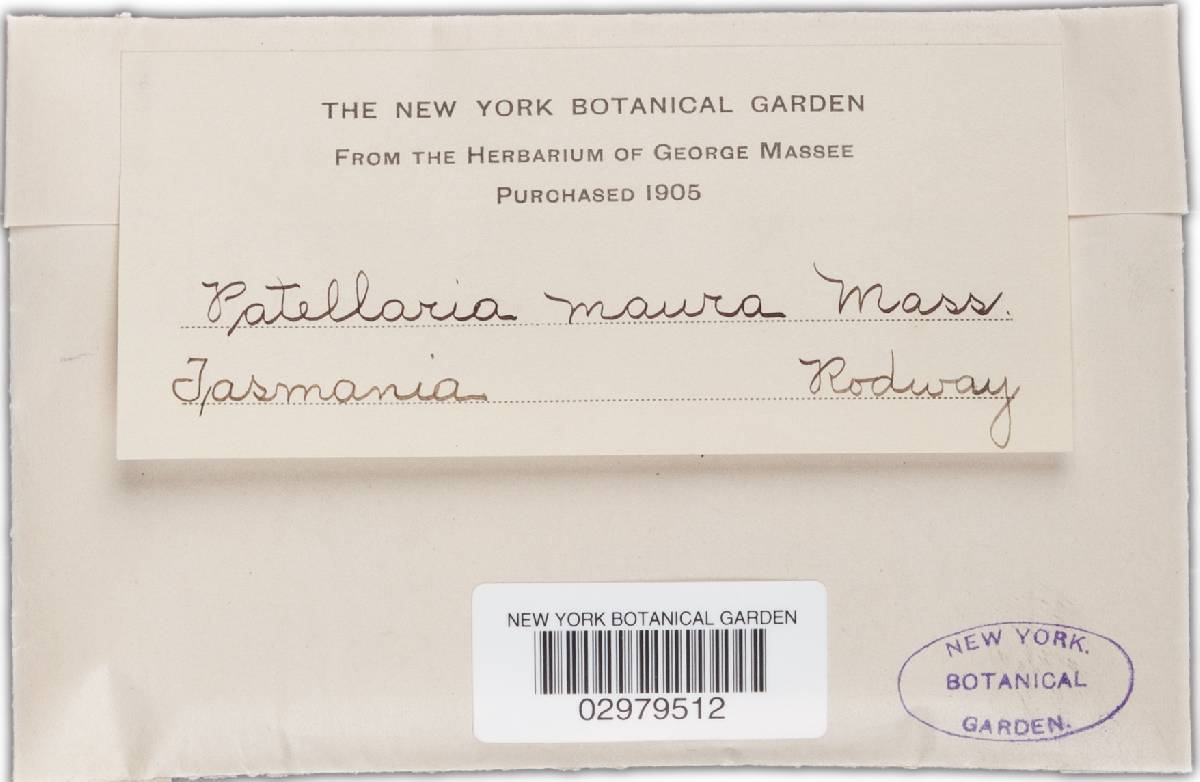 THE NEW YORK BOTANICAL GARDEN
FROM THE HERBARIUM OF GEORGE MASSEE
PURCHASED 1905
Patellaria maura Mass.
Tasmania Rodway
NEW YORK BOTANICAL GARDEN
02979512
NEW YORK.
BOTANICAL
GARDEN.